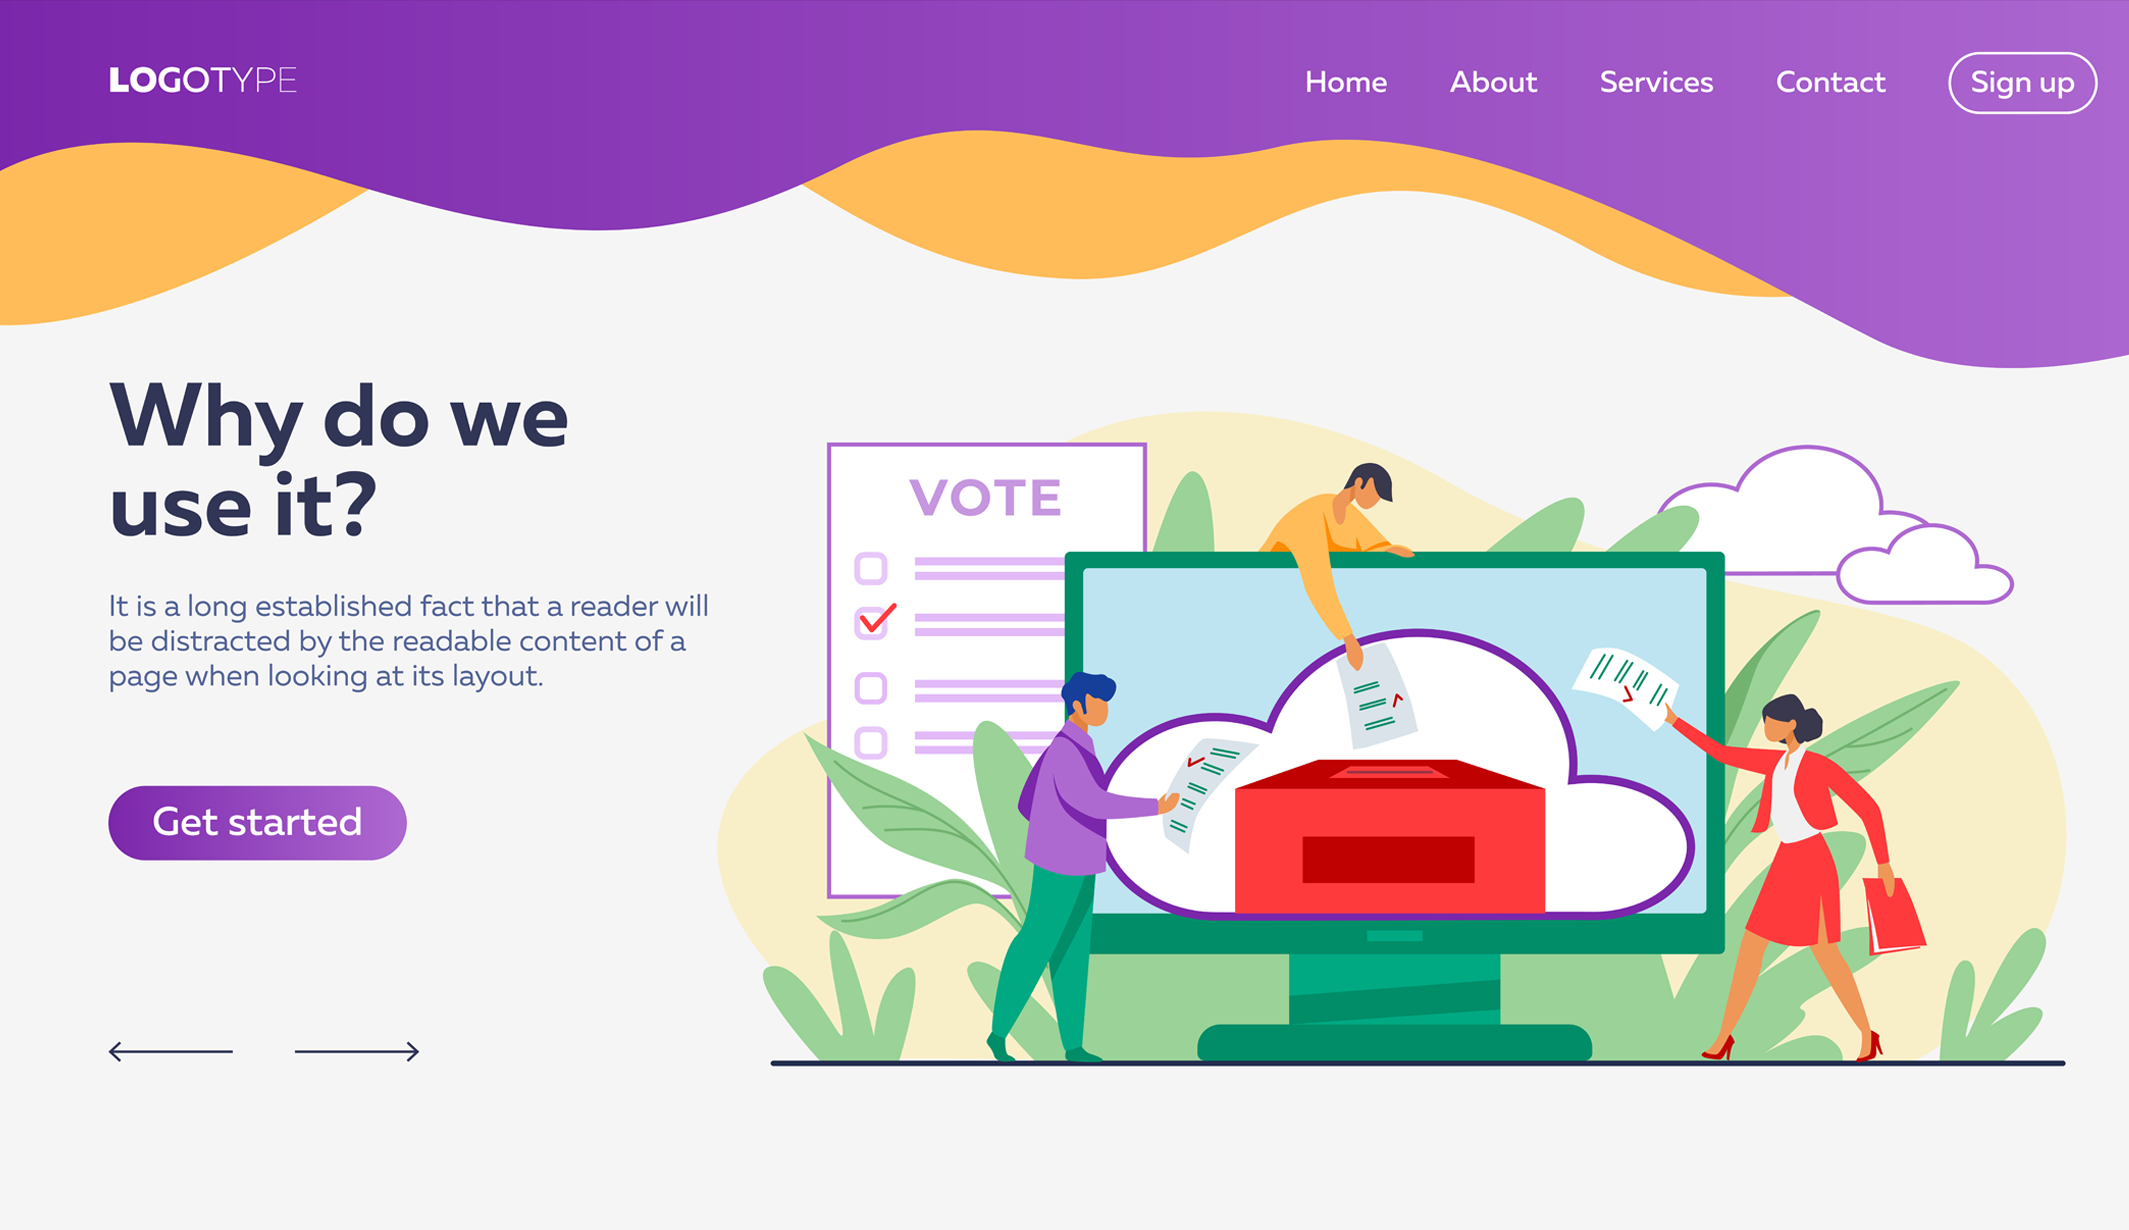 LOGOTYPE
Home
About
Services
Contact
Sign up
Why do we
use it?
It is a long established fact that a reader will
be distracted by the readable content of a
page when looking at its layout.
Get started
VOTE